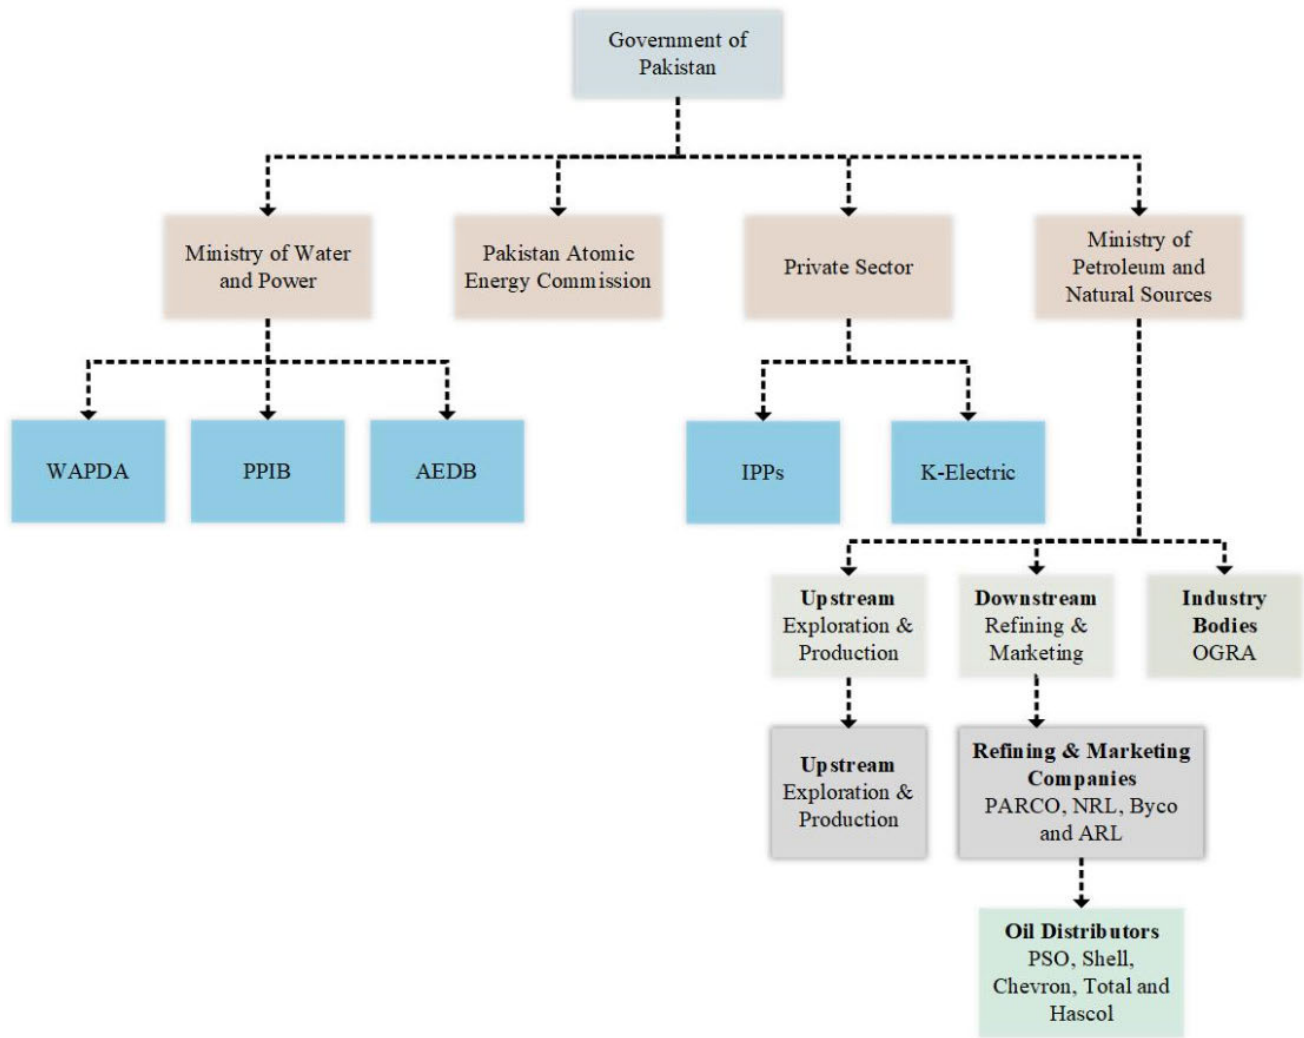 Government of
Pakistan
Ministry of Water
and Power
Pakistan Atomic
Energy Commission
Private Sector
Ministry of
Petroleum and
Natural Sources
WAPDA
PPIB
AEDB
IPPs
K-Electric
Upstream
Exploration &
Production
Downstream
Refining &
Marketing
Industry
Bodies
OGRA
Upstream
Exploration &
Production
Refining & Marketing
Companies
PARCO, NRL, Byco
and ARL
Oil Distributors
PSO, Shell,
Chevron, Total and
Hascol